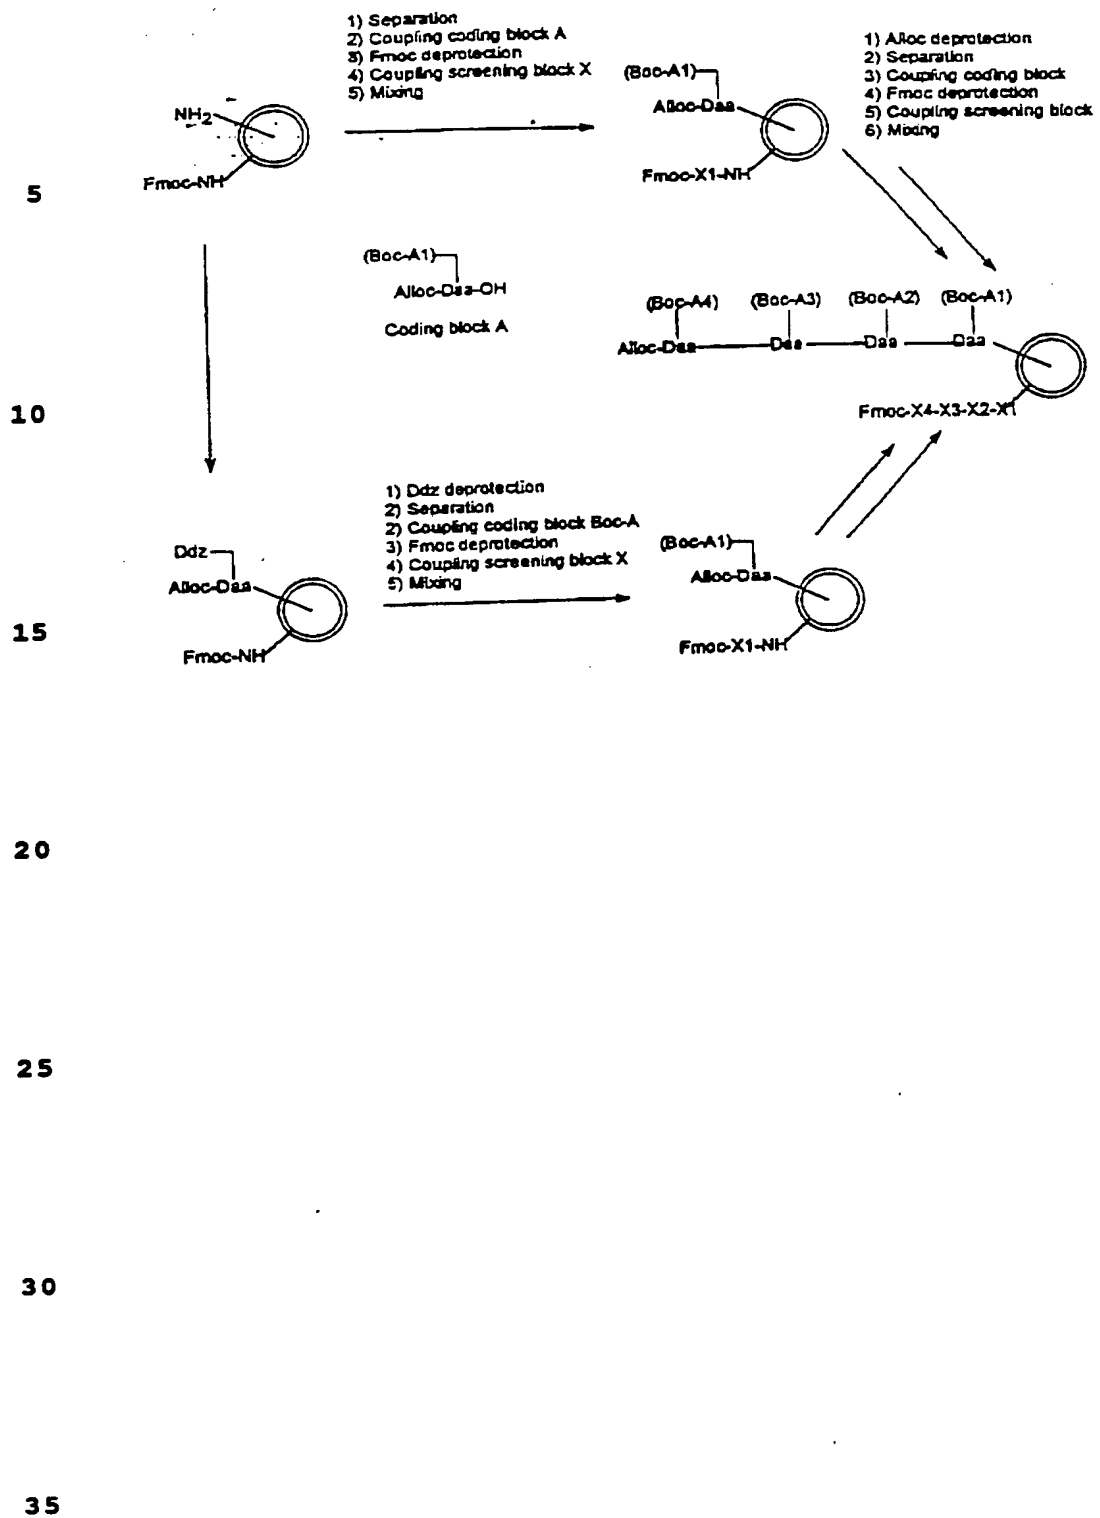 1) Separation
2) Coupling coding block A
3) Fmoc deprotection
4) Coupling screening block X
5) Mixing
1) Alloc deprotection
2) Separation
3) Coupling coding block
4) Fmoc deprotection
5) Coupling screening block
6) Mixing
NH2
Fmoc-NH
(Boc-A1)
Alloc-Daa
Fmoc-X1-NH
5
(Boc-A1)
Alloc-Daa-OH
Coding block A
(Boc-A4) (Boc-A3) (Boc-A2) (Boc-A1)
Alloc-Daa Daa Daa Daa
Fmoc-X4-X3-X2-X1
10
1) Ddz deprotection
2) Separation
2) Coupling coding block Boc-A
3) Fmoc deprotection
4) Coupling screening block X
5) Mixing
Ddz
Alloc-Daa
Fmoc-NH
(Boc-A1)
Alloc-Daa
Fmoc-X1-NH
15
20
25
30
35